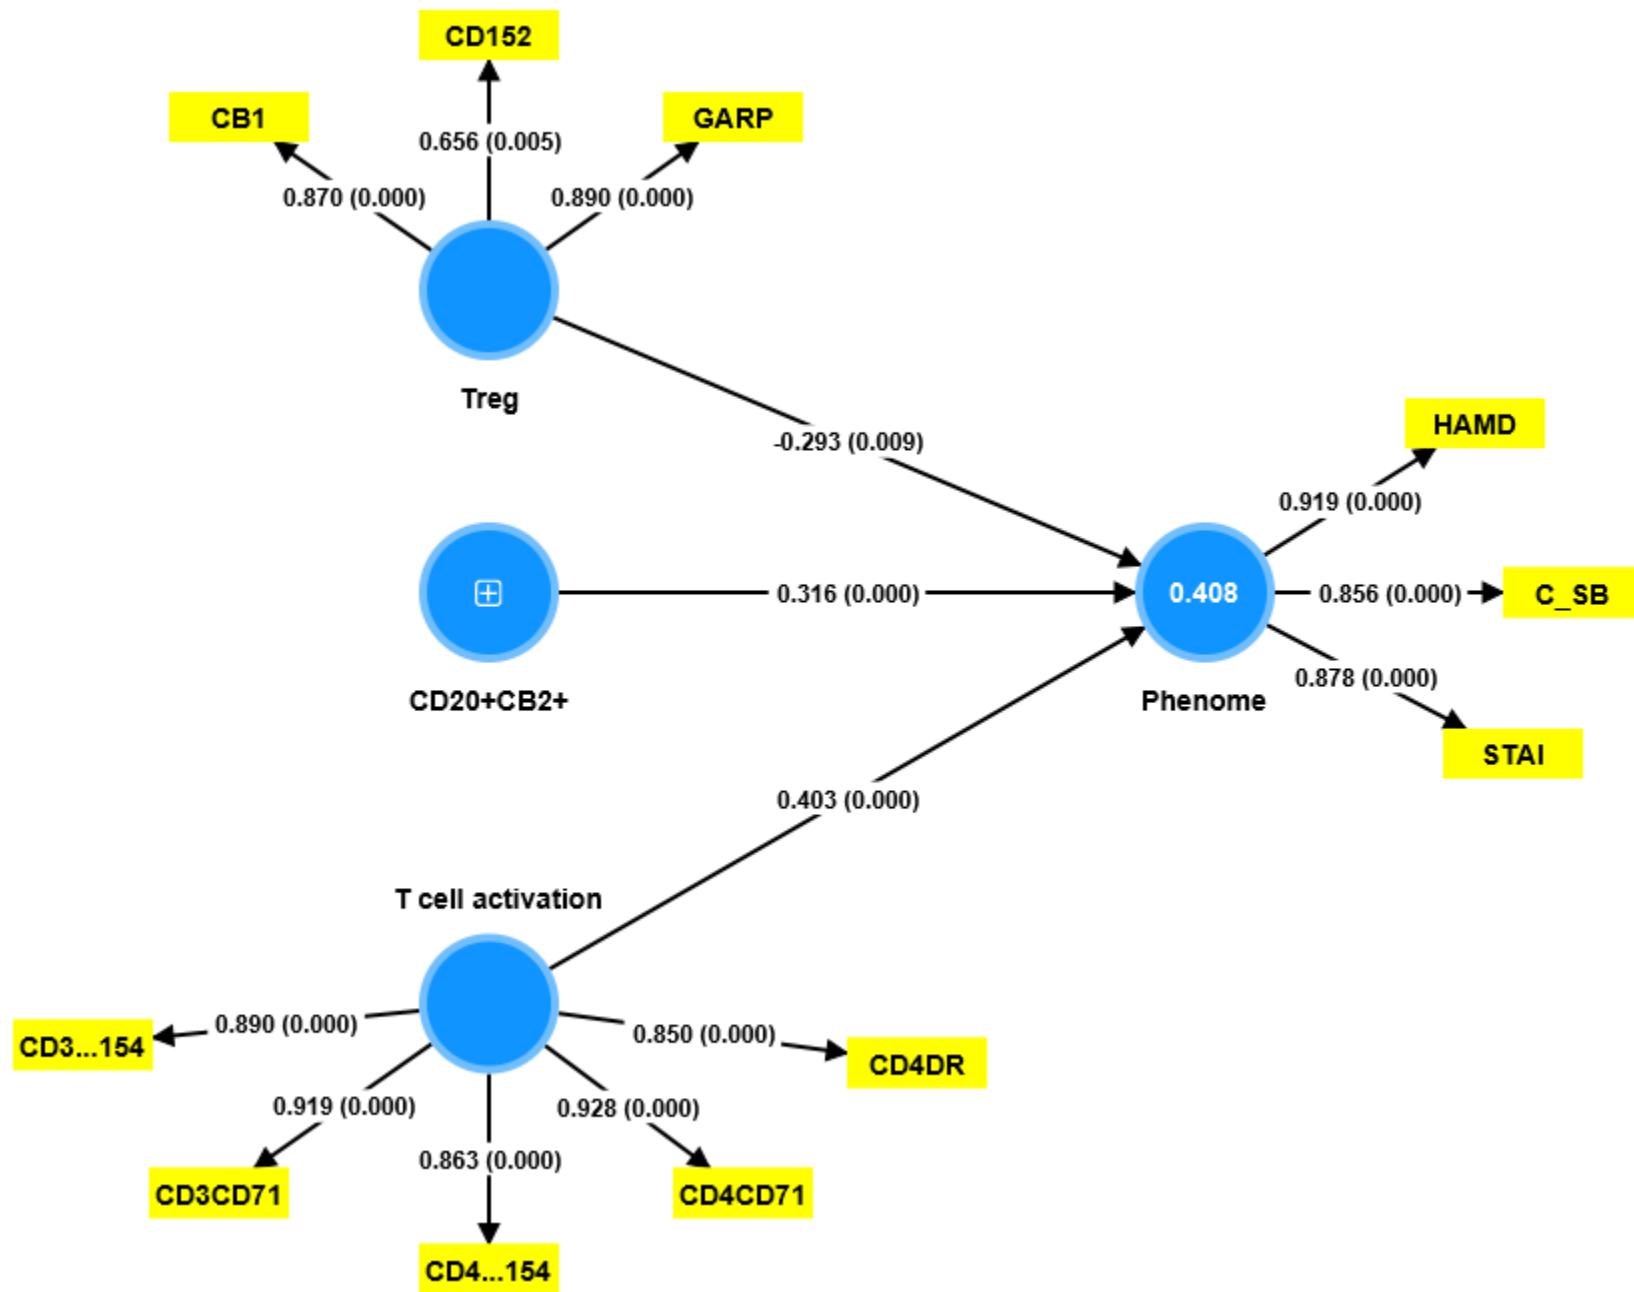 CD152
CB1
GARP
0.656 (0.005)
0.870 (0.000)
0.890 (0.000)
Treg
-0.293 (0.009)
HAMD
0.919 (0.000)
0.316 (0.000)
0.408
0.856 (0.000)
C_SB
CD20+CB2+
Phenome
0.878 (0.000)
STAI
0.403 (0.000)
T cell activation
0.890 (0.000)
0.850 (0.000)
CD3...154
CD4DR
0.919 (0.000)
0.928 (0.000)
0.863 (0.000)
CD3CD71
CD4CD71
CD4...154